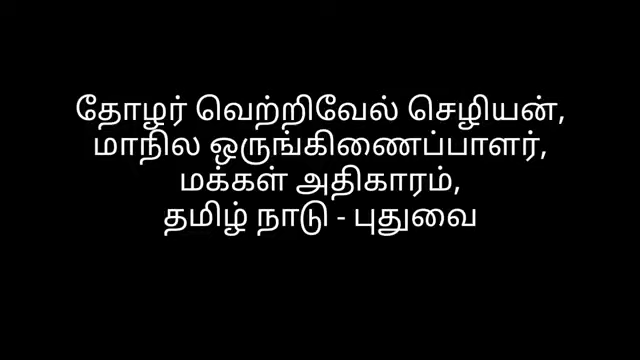 தோழர் வெற்றிவேல் செழியன்,
மாநில ஒருங்கிணைப்பாளர்,
மக்கள் அதிகாரம்,
தமிழ் நாடு - புதுவை